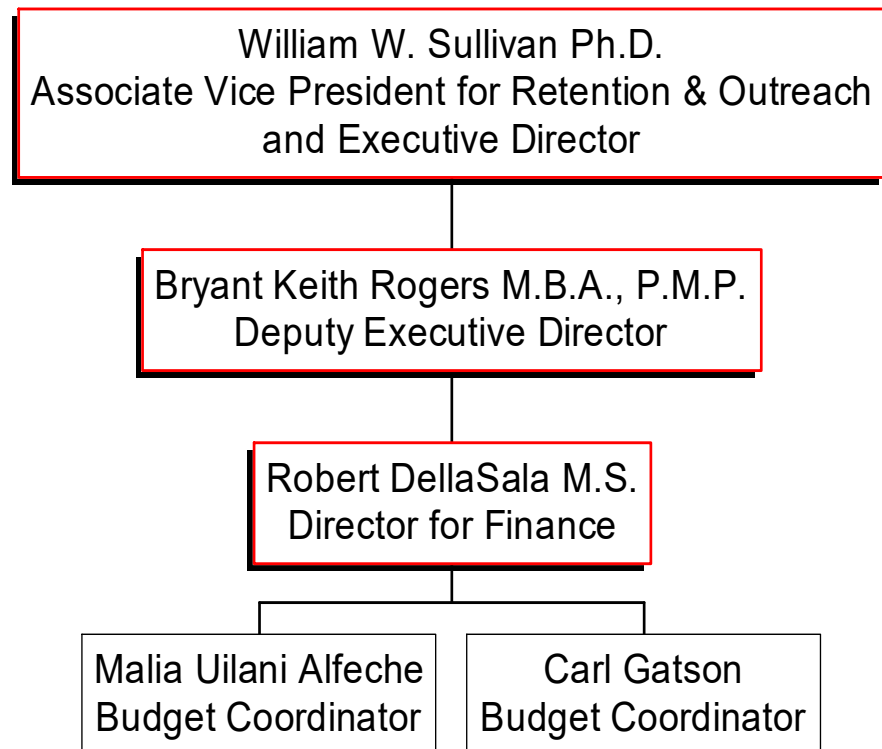 William W. Sullivan Ph.D.
Associate Vice President for Retention & Outreach
and Executive Director
Bryant Keith Rogers M.B.A., P.M.P.
Deputy Executive Director
Robert DellaSala M.S.
Director for Finance
Malia Uilani Alfeche
Budget Coordinator
Carl Gatson
Budget Coordinator